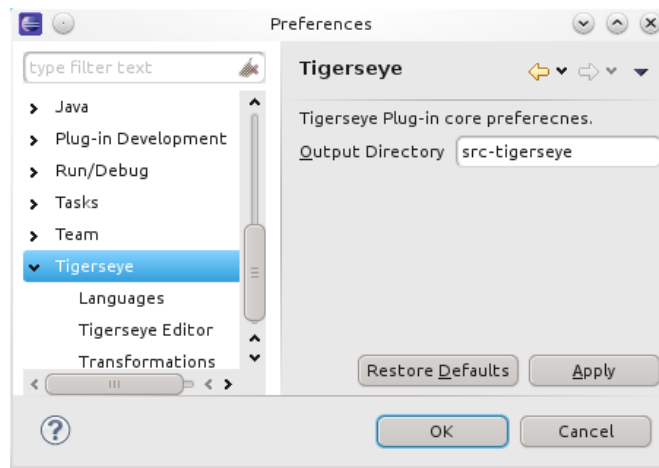 Preferences
type filter text
Java
Plug-in Development
Run/Debug
Tasks
Team
Tigerseye
Languages
Tigerseye Editor
Transformations
Tigerseye
Tigerseye Plug-in core preferecnes.
Output Directory src-tigerseye
Restore Defaults Apply
? OK Cancel